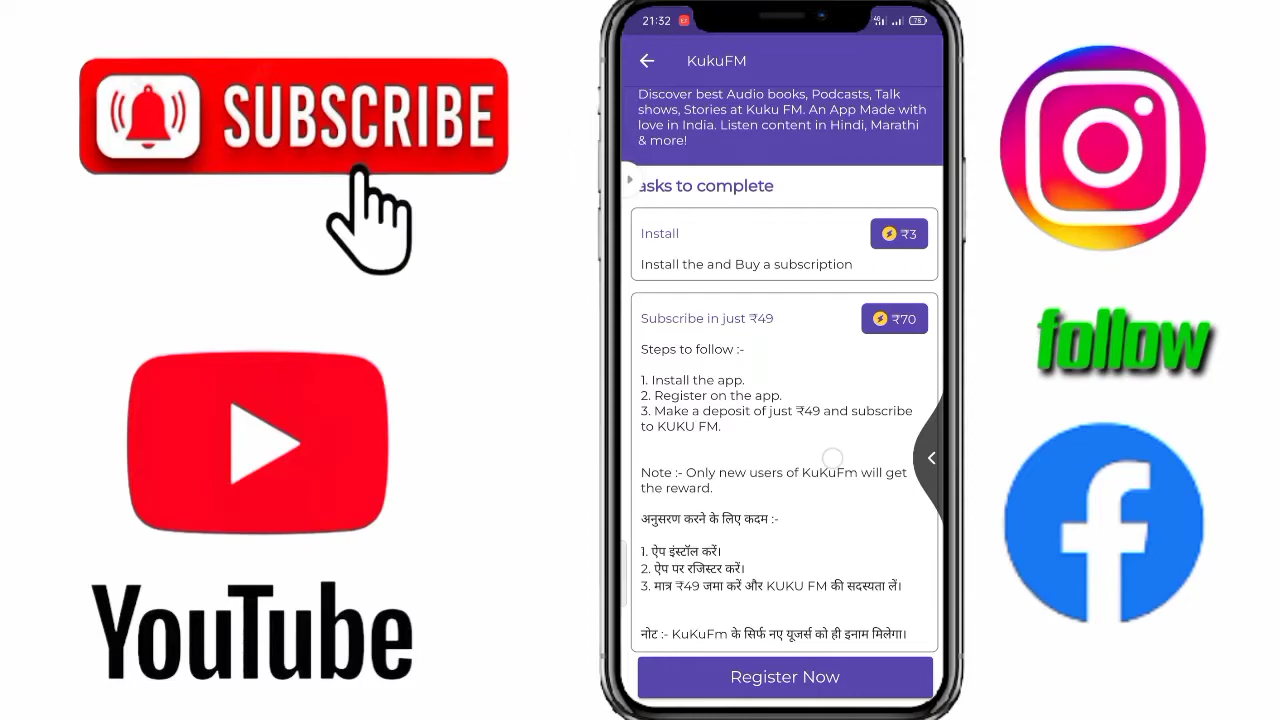 SUBSCRIBE
YouTube
21:32
4G
78
KukuFM
Discover best Audio books, Podcasts, Talk
shows, Stories at Kuku FM. An App Made with
love in India. Listen content in Hindi, Marathi
& more!
asks to complete
Install
₹3
Install the and Buy a subscription
Subscribe in just ₹49
₹70
Steps to follow :-
1. Install the app.
2. Register on the app.
3. Make a deposit of just ₹49 and subscribe
to KUKU FM.
Note :- Only new users of KuKuFm will get
the reward.
अनुसरण करने के लिए कदम :-
1. ऐप इंस्टॉल करें।
2. ऐप पर रजिस्टर करें।
3. मात्र ₹49 जमा करें और KUKU FM की सदस्यता लें।
नोट :- KuKuFm के सिर्फ नए यूजर्स को ही इनाम मिलेगा।
Register Now
follow